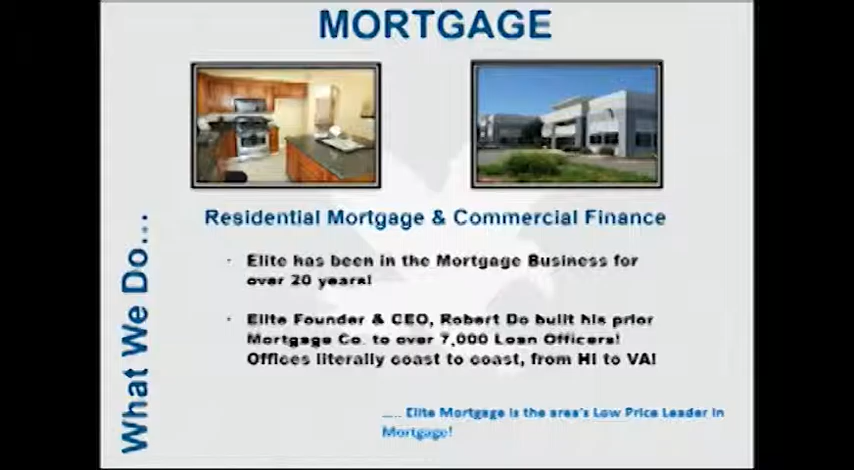 MORTGAGE
Residential Mortgage & Commercial Finance
What We Do...
· Elite has been in the Mortgage Business for
over 20 years!
· Elite Founder & CEO, Robert Do built his prior
Mortgage Co. to over 7,000 Loan Officers!
Offices literally coast to coast, from HI to VA!
..... Elite Mortgage is the area's Low Price Leader in
Mortgage!